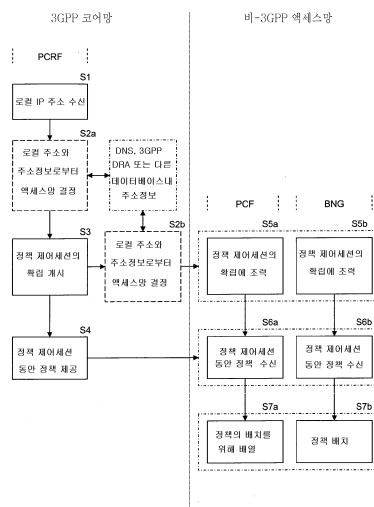 3GPP 코어망
비-3GPP 액세스망
PCRF
S1
로컬 IP 주소 수신
S2a
로컬 주소와
주소정보로부터
액세스망 결정
DNS, 3GPP
DRA 또는 다른
데이터베이스내
주소정보
S2b
로컬 주소와
주소정보로부터
액세스망 결정
S3
정책 제어세션의
확립 개시
S4
정책 제어세션
동안 정책 제공
PCF
BNG
S5a
정책 제어세션의
확립에 조력
S5b
정책 제어세션의
확립에 조력
S6a
정책 제어세션
동안 정책 수신
S6b
정책 제어세션
동안 정책 수신
S7a
정책의 배치를
위해 배열
S7b
정책 배치